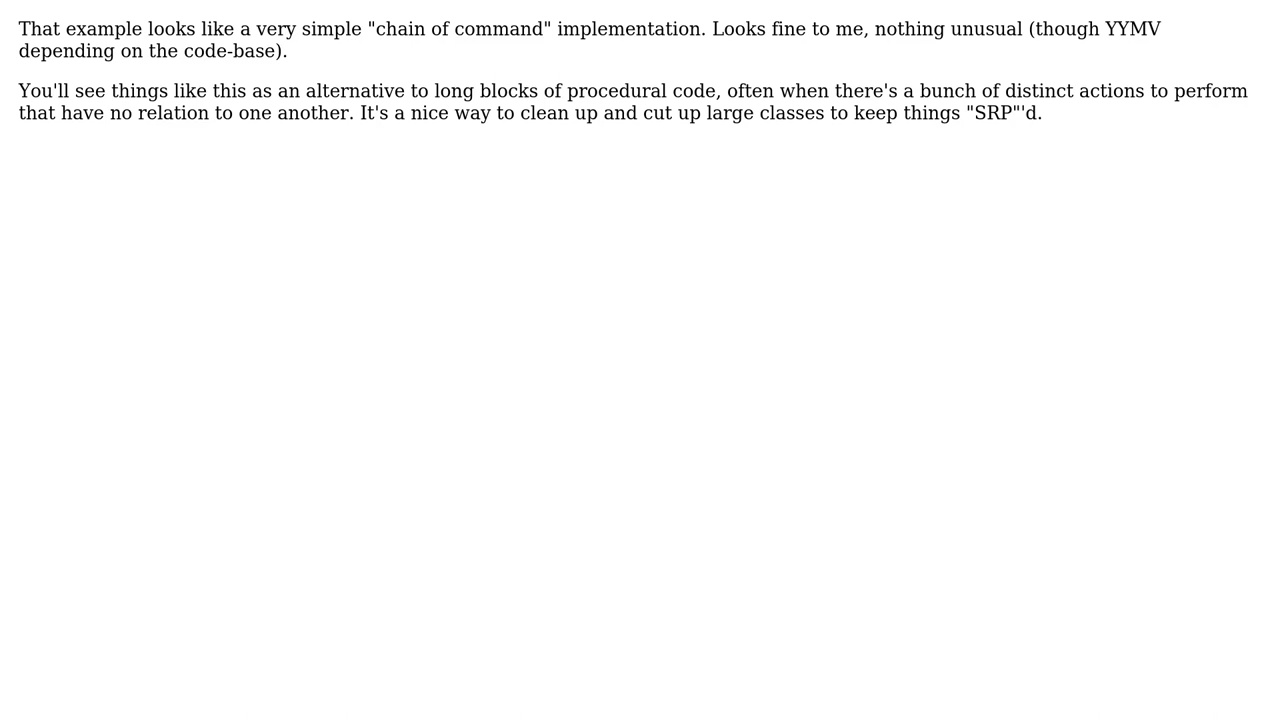 That example looks like a very simple "chain of command" implementation. Looks fine to me, nothing unusual (though YYMV
depending on the code-base).
You'll see things like this as an alternative to long blocks of procedural code, often when there's a bunch of distinct actions to perform
that have no relation to one another. It's a nice way to clean up and cut up large classes to keep things "SRP"'d.